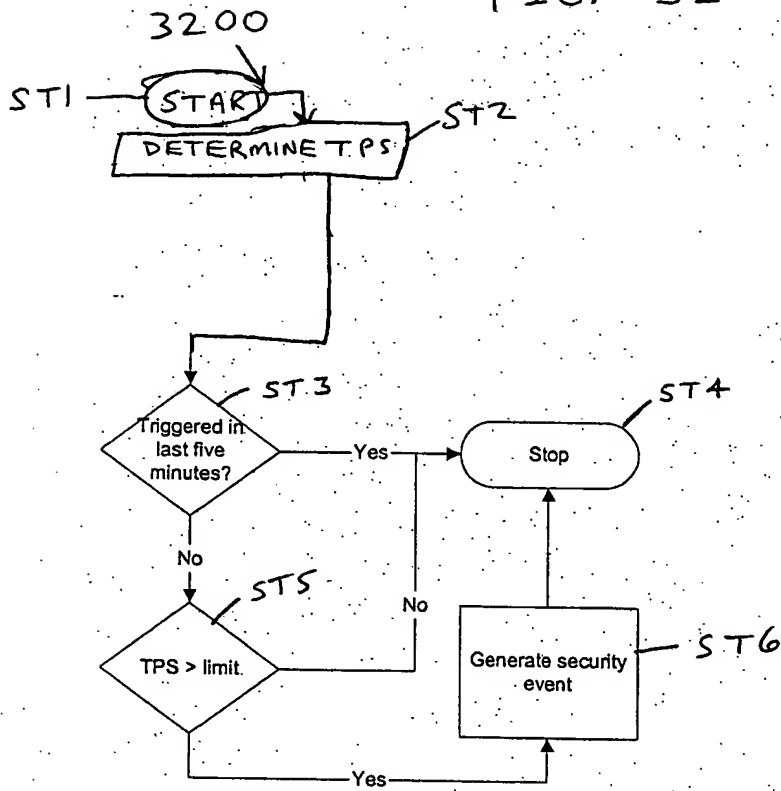 3200
ST1
START
ST2
DETERMINE TPS
ST3
Triggered in
last five
minutes?
Yes
ST4
Stop
No
ST5
TPS > limit
No
Generate security
event
ST6
Yes